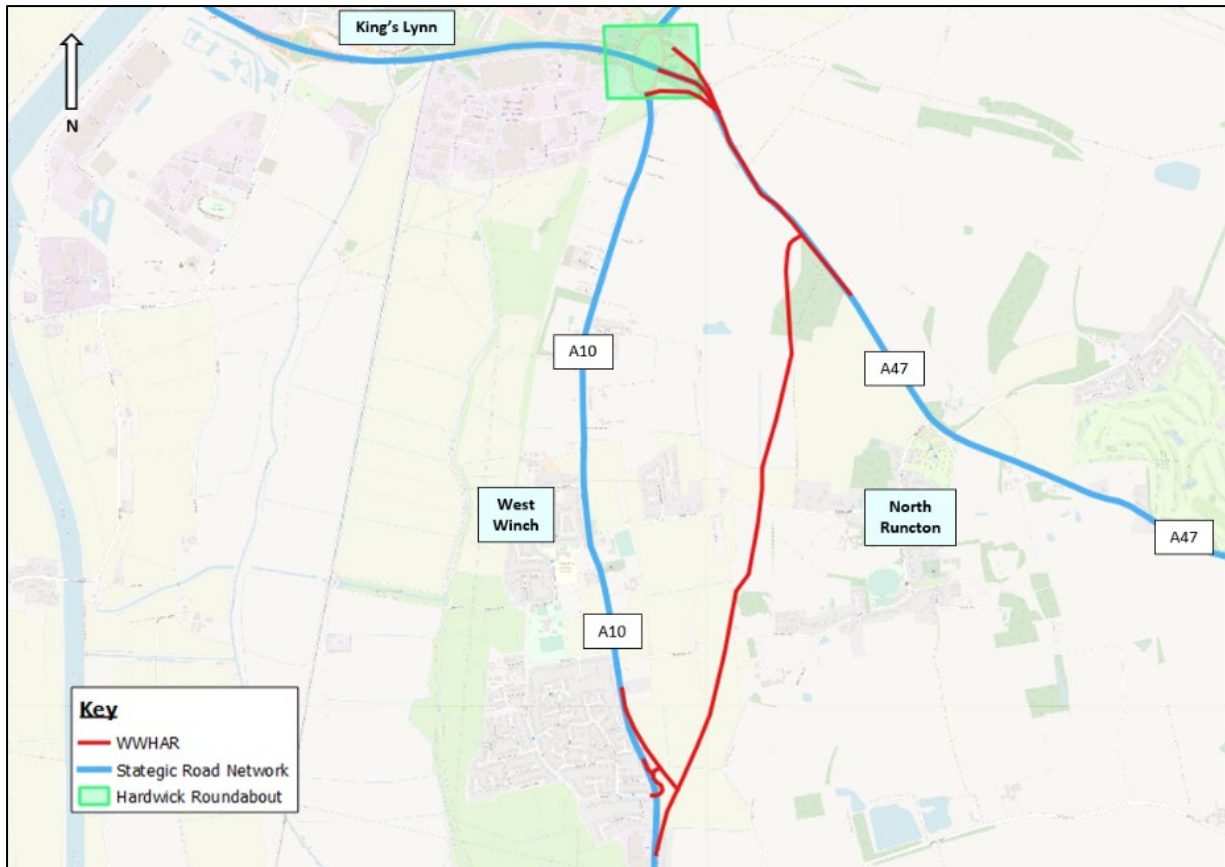 King's Lynn
N
A10
A47
West
Winch
North
Runcton
A47
A10
Key
WWHAR
Stategic Road Network
Hardwick Roundabout